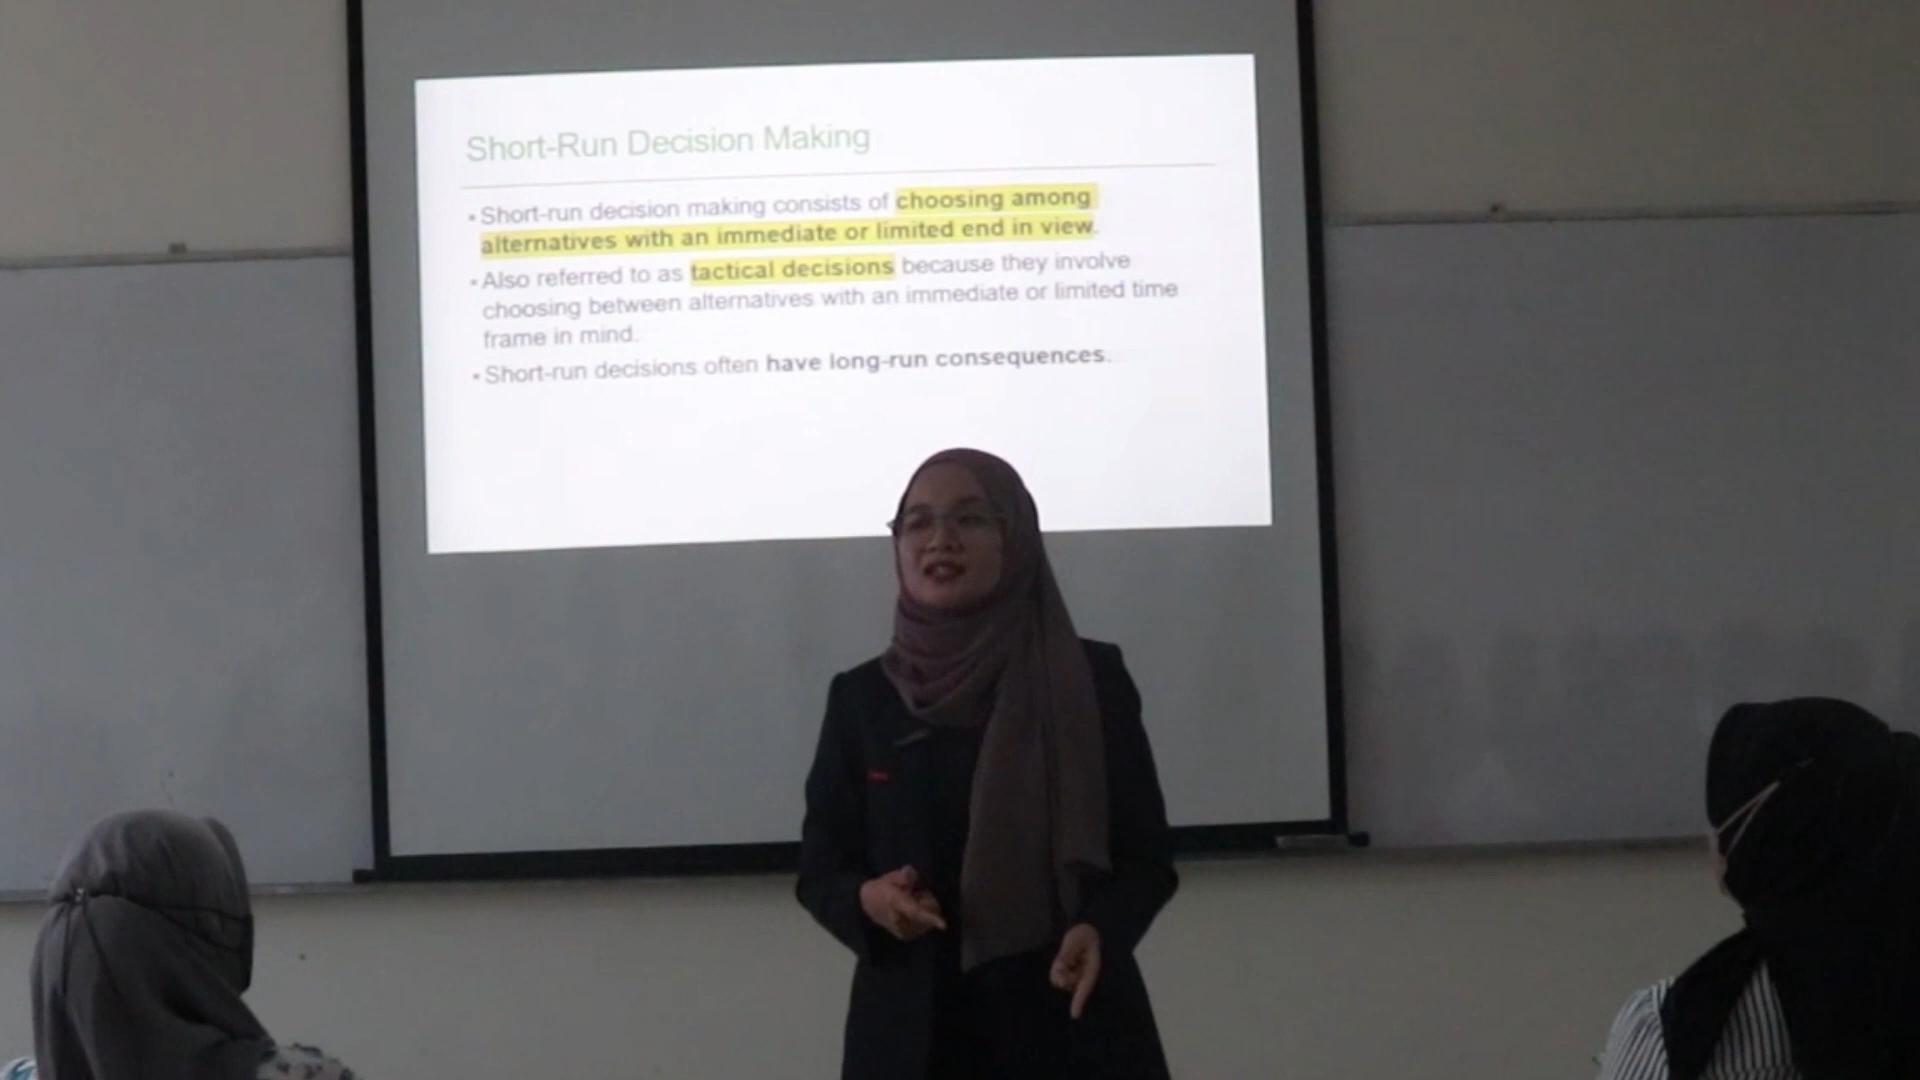 Short-Run Decision Making
▪ Short-run decision making consists of choosing among
alternatives with an immediate or limited end in view.
▪ Also referred to as tactical decisions because they involve
choosing between alternatives with an immediate or limited time
frame in mind.
▪ Short-run decisions often have long-run consequences.